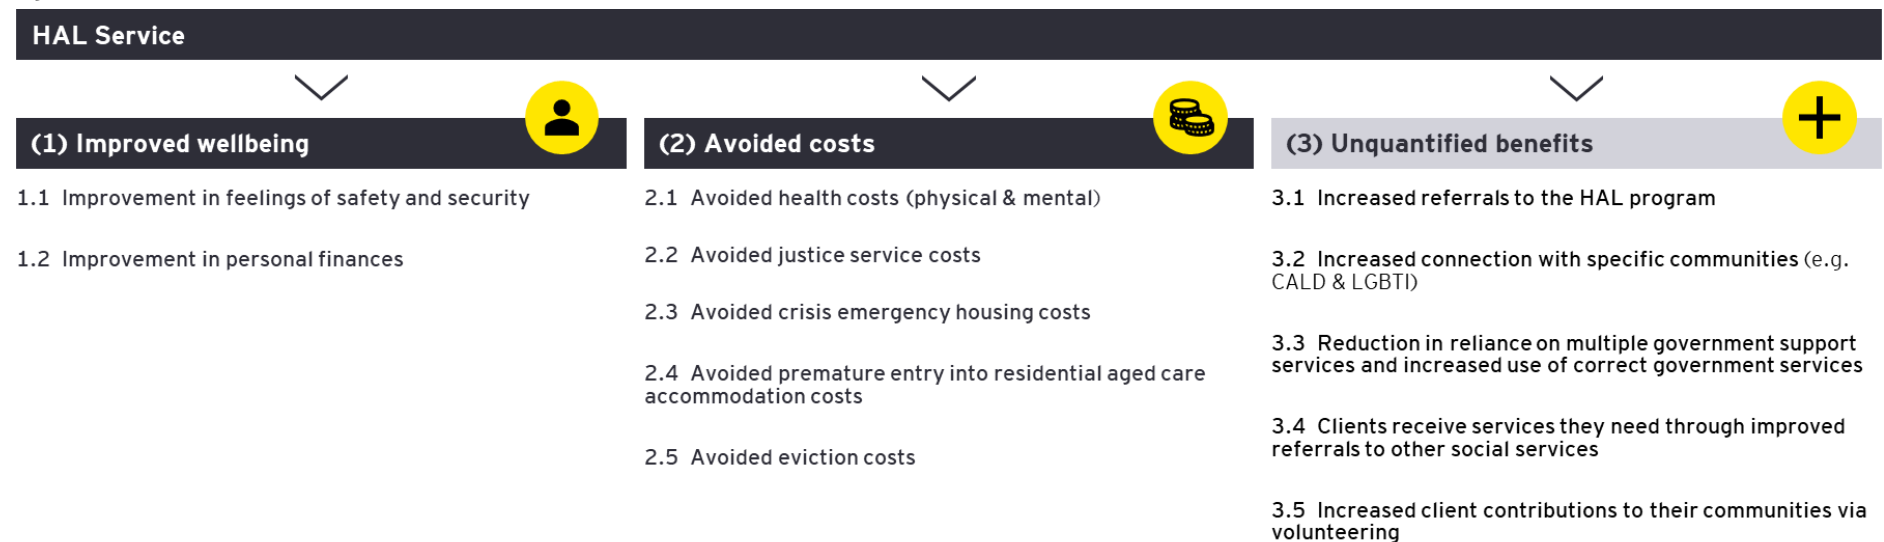 HAL Service
(1) Improved wellbeing
1.1 Improvement in feelings of safety and security
1.2 Improvement in personal finances
(2) Avoided costs
2.1 Avoided health costs (physical & mental)
2.2 Avoided justice service costs
2.3 Avoided crisis emergency housing costs
2.4 Avoided premature entry into residential aged care
accommodation costs
2.5 Avoided eviction costs
(3) Unquantified benefits
3.1 Increased referrals to the HAL program
3.2 Increased connection with specific communities (e.g.
CALD & LGBTI)
3.3 Reduction in reliance on multiple government support
services and increased use of correct government services
3.4 Clients receive services they need through improved
referrals to other social services
3.5 Increased client contributions to their communities via
volunteering